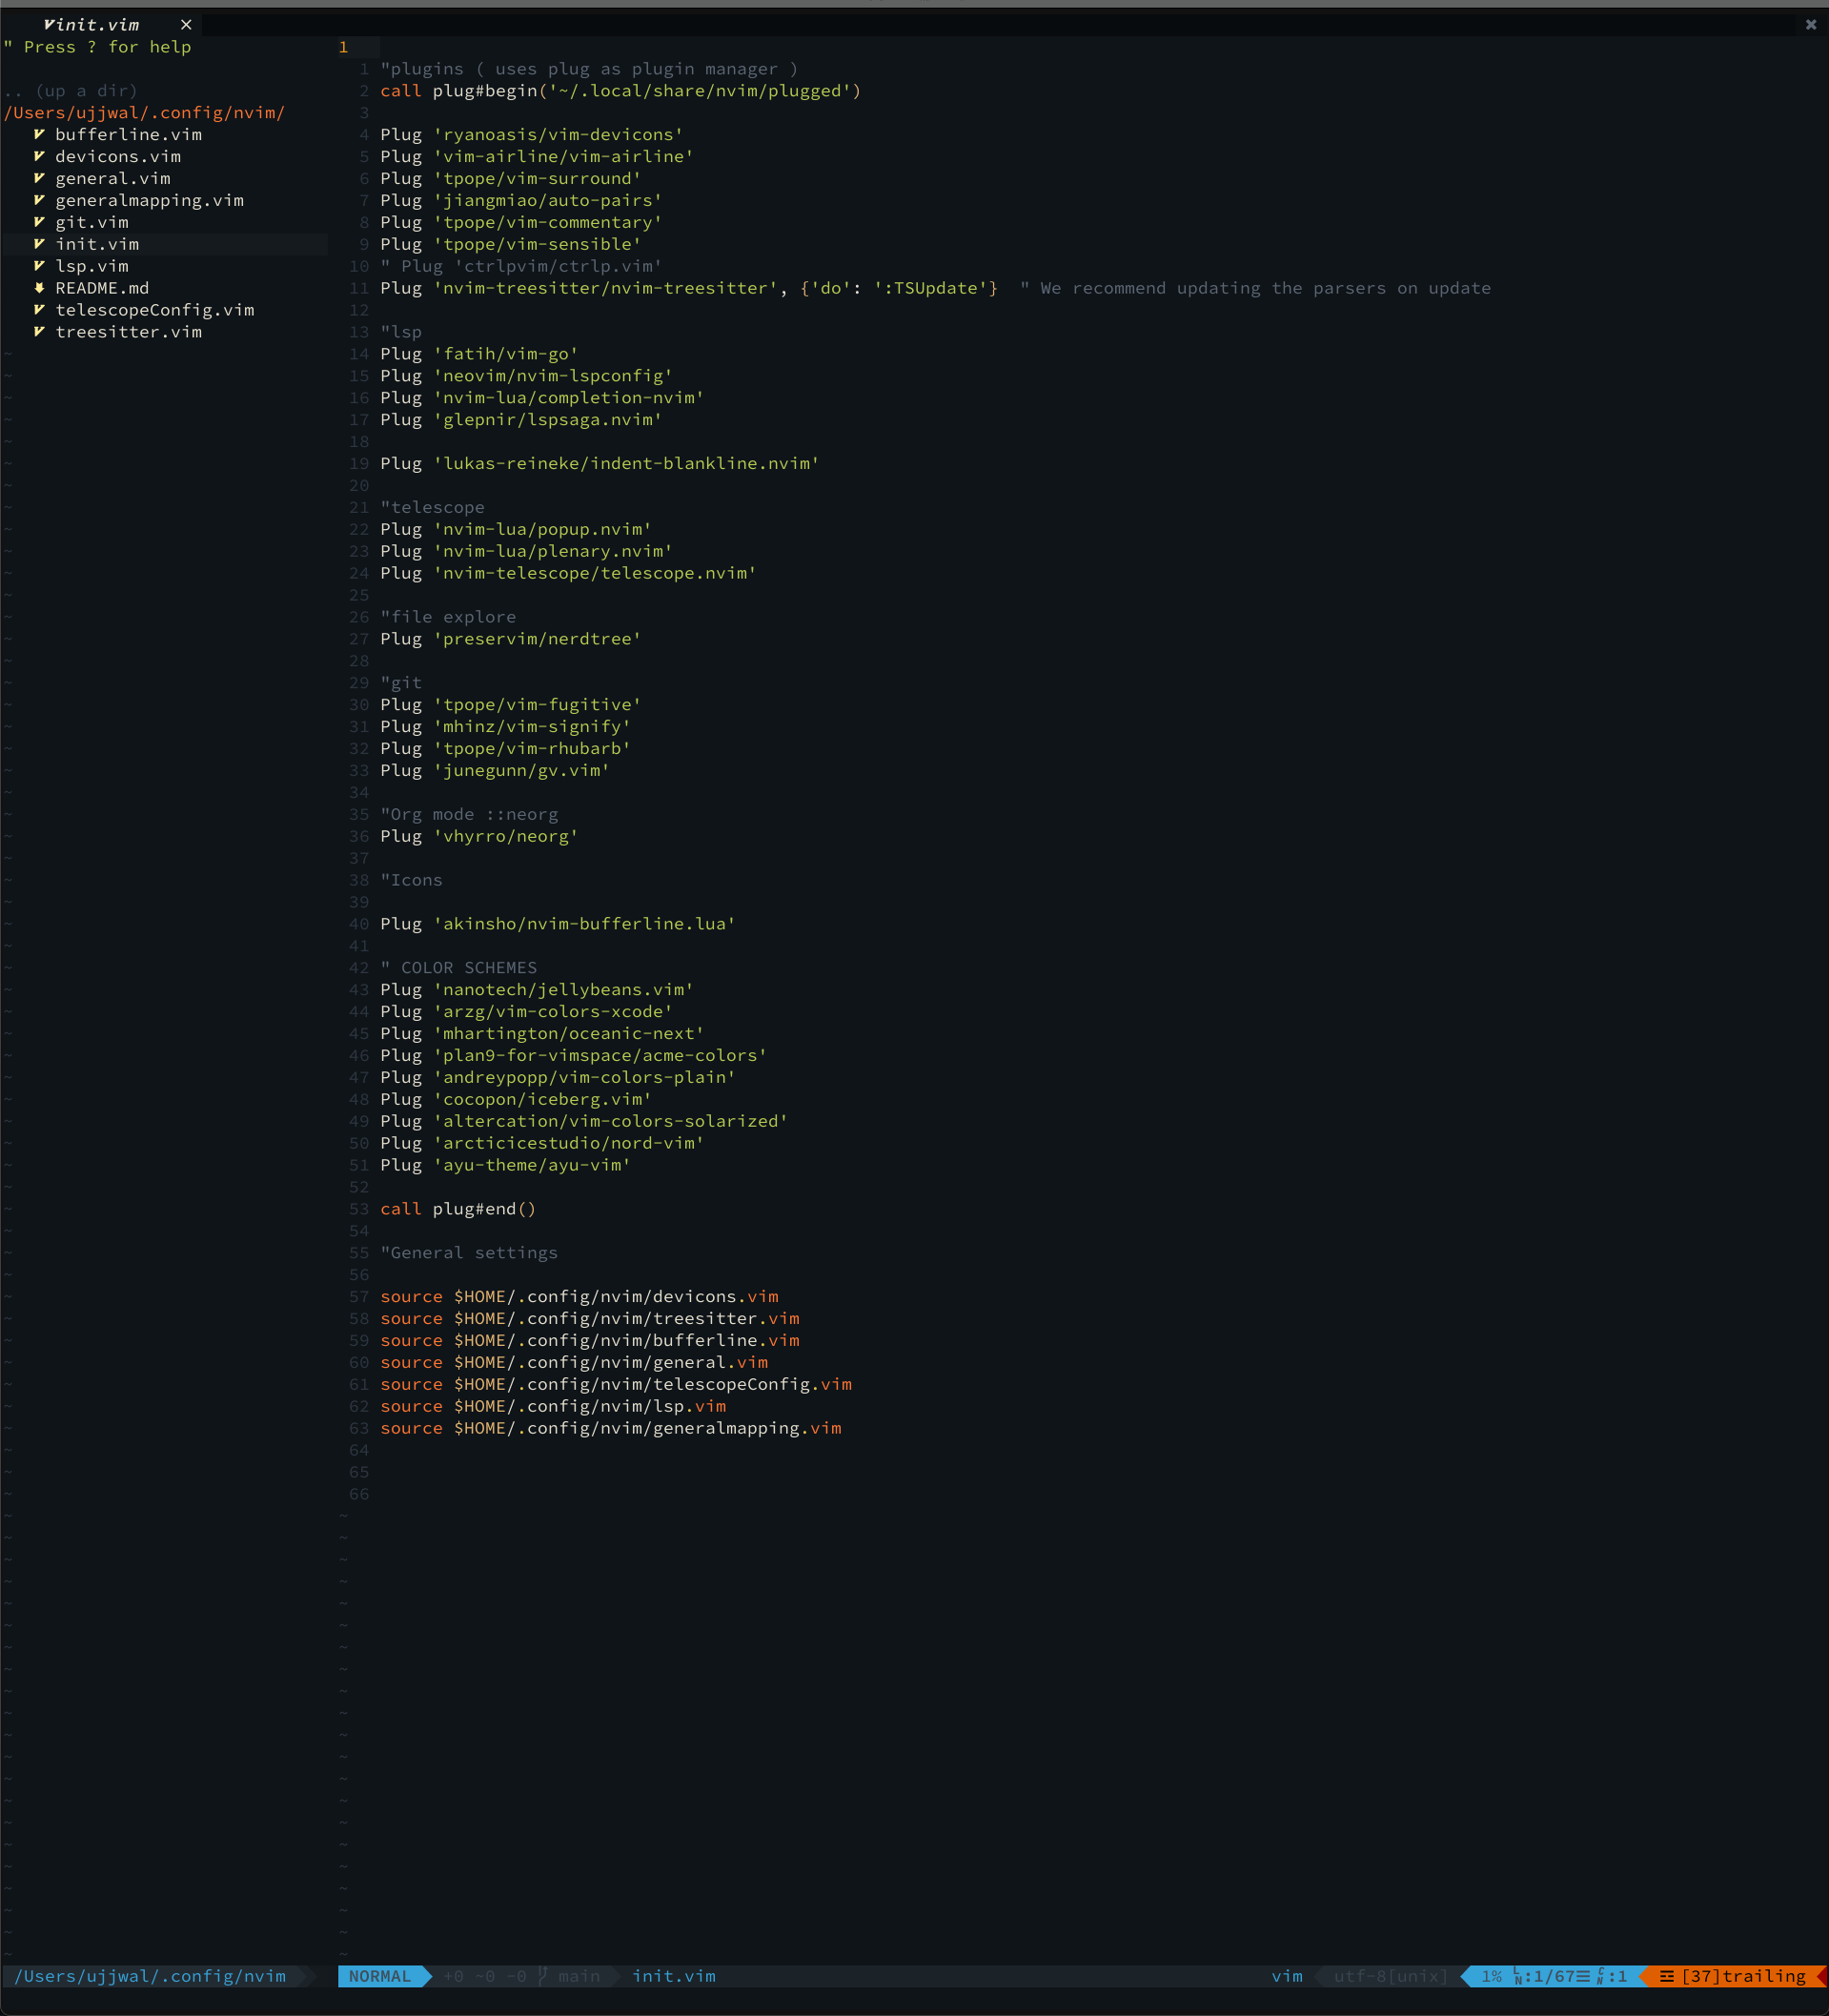 init.vim ×
" Press ? for help
.. (up a dir)
/Users/ujjwal/.config/nvim/
bufferline.vim
devicons.vim
general.vim
generalmapping.vim
git.vim
init.vim
lsp.vim
README.md
telescopeConfig.vim
treesitter.vim
/Users/ujjwal/.config/nvim
1
1 "plugins ( uses plug as plugin manager )
2 call plug#begin('~/.local/share/nvim/plugged')
3
4 Plug 'ryanoasis/vim-devicons'
5 Plug 'vim-airline/vim-airline'
6 Plug 'tpope/vim-surround'
7 Plug 'jiangmiao/auto-pairs'
8 Plug 'tpope/vim-commentary'
9 Plug 'tpope/vim-sensible'
10 " Plug 'ctrlpvim/ctrlp.vim'
11 Plug 'nvim-treesitter/nvim-treesitter', {'do': ':TSUpdate'}  " We recommend updating the parsers on update
12
13 "lsp
14 Plug 'fatih/vim-go'
15 Plug 'neovim/nvim-lspconfig'
16 Plug 'nvim-lua/completion-nvim'
17 Plug 'glepnir/lspsaga.nvim'
18
19 Plug 'lukas-reineke/indent-blankline.nvim'
20
21 "telescope
22 Plug 'nvim-lua/popup.nvim'
23 Plug 'nvim-lua/plenary.nvim'
24 Plug 'nvim-telescope/telescope.nvim'
25
26 "file explore
27 Plug 'preservim/nerdtree'
28
29 "git
30 Plug 'tpope/vim-fugitive'
31 Plug 'mhinz/vim-signify'
32 Plug 'tpope/vim-rhubarb'
33 Plug 'junegunn/gv.vim'
34
35 "Org mode ::neorg
36 Plug 'vhyrro/neorg'
37
38 "Icons
39
40 Plug 'akinsho/nvim-bufferline.lua'
41
42 " COLOR SCHEMES
43 Plug 'nanotech/jellybeans.vim'
44 Plug 'arzg/vim-colors-xcode'
45 Plug 'mhartington/oceanic-next'
46 Plug 'plan9-for-vimspace/acme-colors'
47 Plug 'andreypopp/vim-colors-plain'
48 Plug 'cocopon/iceberg.vim'
49 Plug 'altercation/vim-colors-solarized'
50 Plug 'arcticicestudio/nord-vim'
51 Plug 'ayu-theme/ayu-vim'
52
53 call plug#end()
54
55 "General settings
56
57 source $HOME/.config/nvim/devicons.vim
58 source $HOME/.config/nvim/treesitter.vim
59 source $HOME/.config/nvim/bufferline.vim
60 source $HOME/.config/nvim/general.vim
61 source $HOME/.config/nvim/telescopeConfig.vim
62 source $HOME/.config/nvim/lsp.vim
63 source $HOME/.config/nvim/generalmapping.vim
64
65
66
NORMAL +0 ~0 -0 main init.vim vim utf-8[unix] 1% LN:1/67☰ CN:1 ☲ [37]trailing